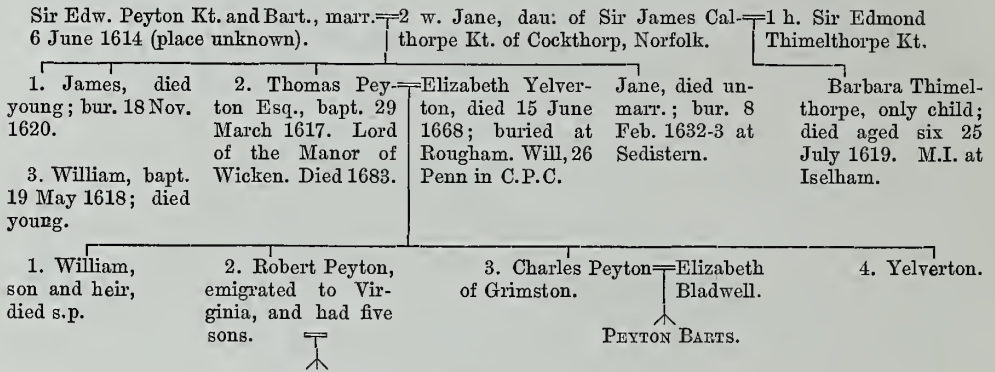 Sir Edw. Peyton Kt. and Bart., marr.
6 June 1614 (place unknown).
2 w. Jane, dau: of Sir James Cal-
thorpe Kt. of Cockthorp, Norfolk.
1 h. Sir Edmond
Thimelthorpe Kt.
1. James, died
young; bur. 18 Nov.
1620.
3. William, bapt.
19 May 1618; died
young.
2. Thomas Pey-
ton Esq., bapt. 29
March 1617. Lord
of the Manor of
Wicken. Died 1683.
Elizabeth Yelver-
ton, died 15 June
1668; buried at
Rougham. Will, 26
Penn in C.P.C.
Jane, died un-
marr.; bur. 8
Feb. 1632-3 at
Sedistern.
Barbara Thimel-
thorpe, only child;
died aged six 25
July 1619. M.I. at
Iselham.
1. William,
son and heir,
died s.p.
2. Robert Peyton,
emigrated to Vir-
ginia, and had five
sons.
3. Charles Peyton
of Grimston.
Elizabeth
Bladwell.
PEYTON BARTS.
4. Yelverton.